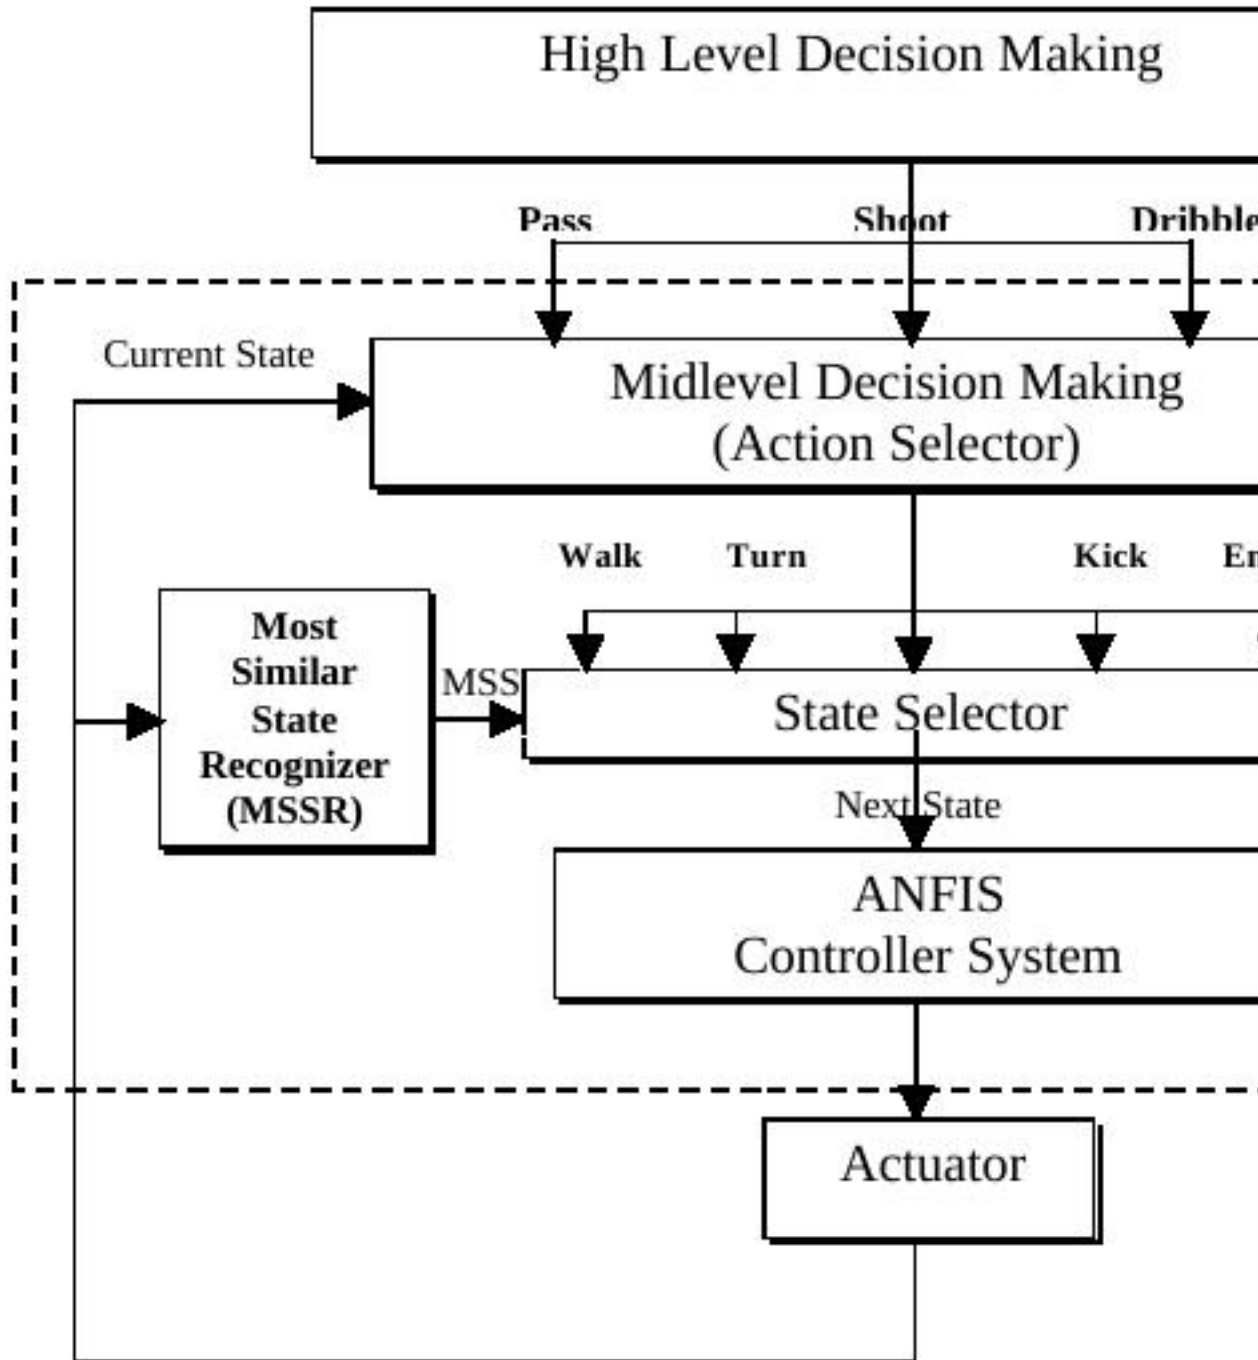 High Level Decision Making
Pass Shoot Dribble
Current State
Midlevel Decision Making
(Action Selector)
Walk Turn Kick
Most
Similar
State
Recognizer
(MSSR)
MSS
State Selector
Next State
ANFIS
Controller System
Actuator